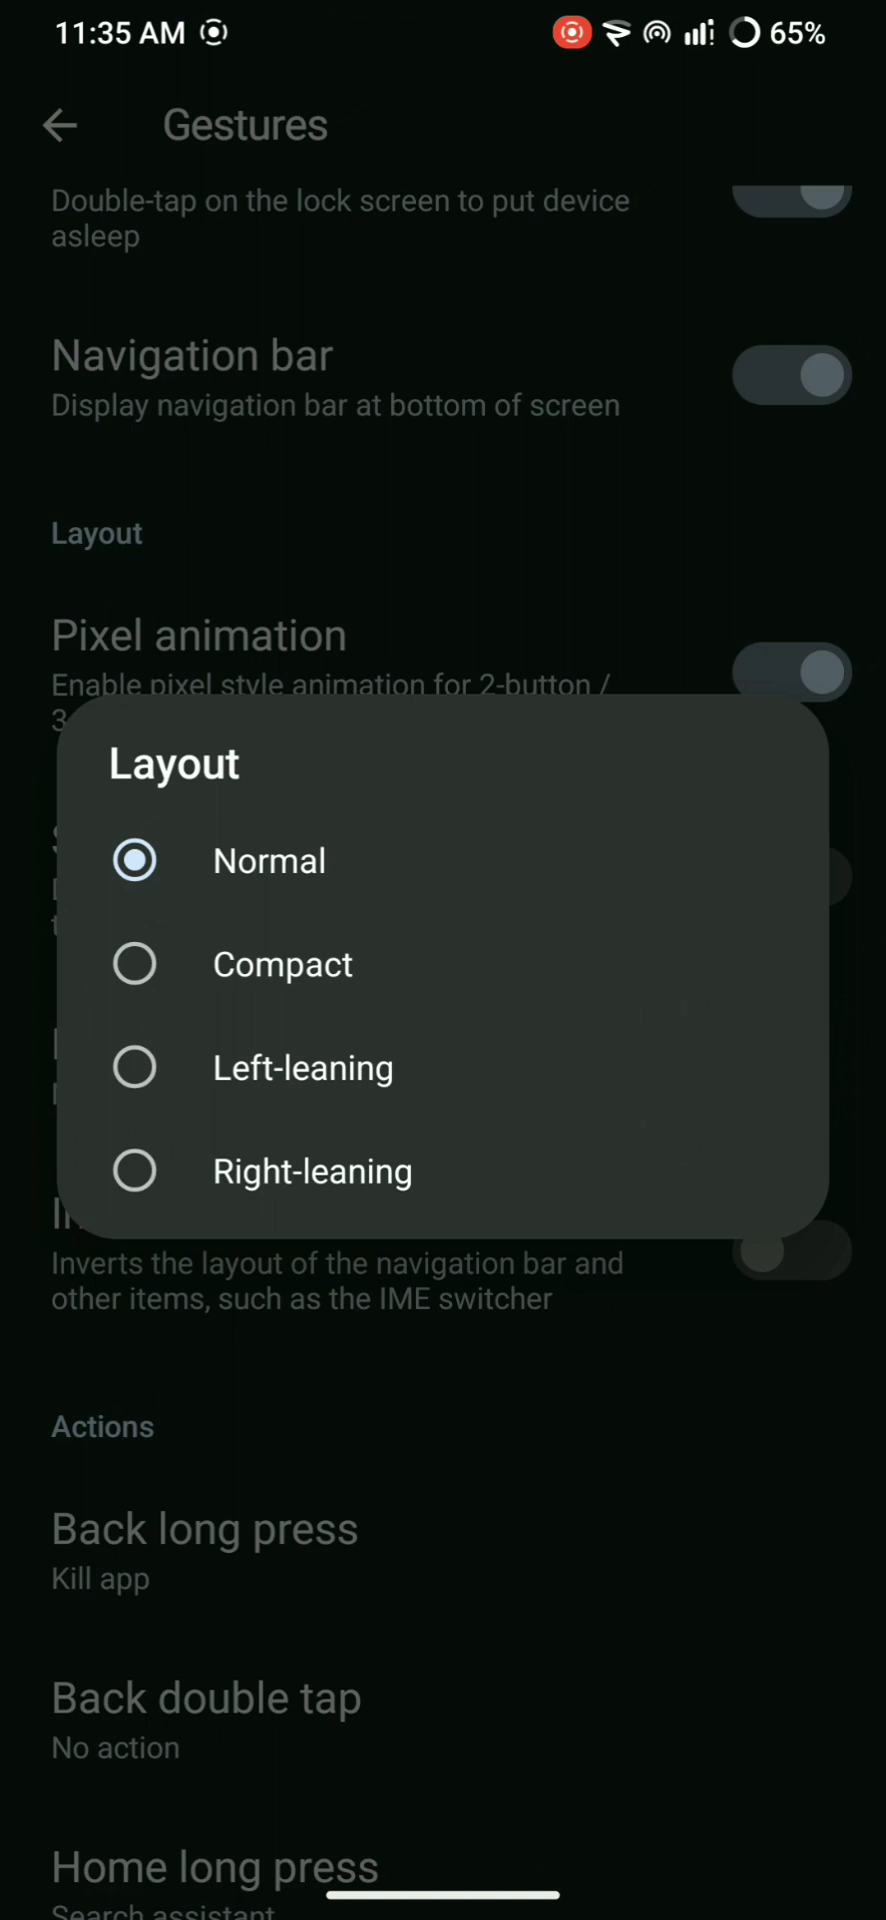 11:35 AM
65%
Gestures
Double-tap on the lock screen to put device
asleep
Navigation bar
Display navigation bar at bottom of screen
Layout
Pixel animation
Enable pixel style animation for 2-button /
3
Layout
Normal
Compact
Left-leaning
Right-leaning
Inverts the layout of the navigation bar and
other items, such as the IME switcher
Actions
Back long press
Kill app
Back double tap
No action
Home long press
Search assistant